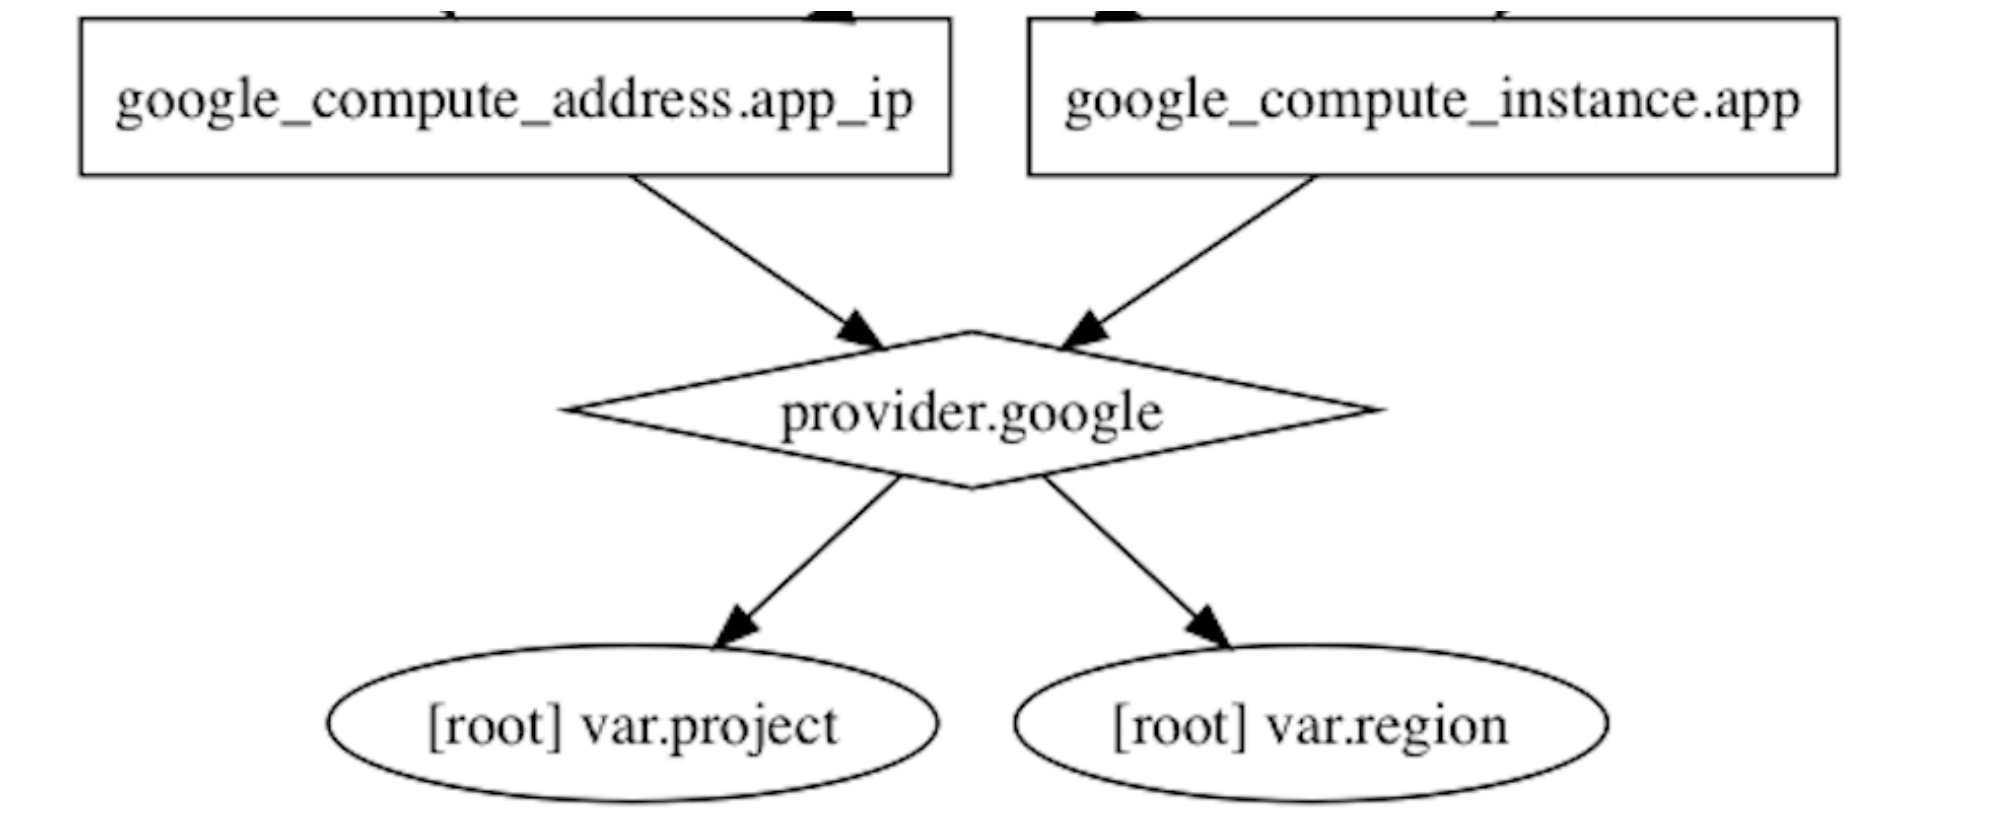 google_compute_address.app_ip
google_compute_instance.app
provider.google
[root] var.project
[root] var.region